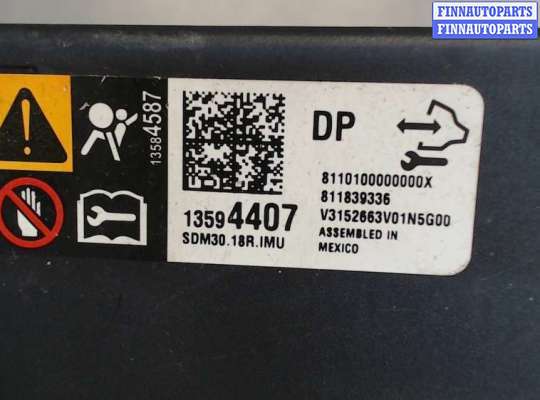 FINNAUTOPARTS
FINNAUTOPARTS
13584587
DP
13594407
SDM30.18R.IMU
8110100000000X
811839336
V3152663V01N5G00
ASSEMBLED IN
MEXICO